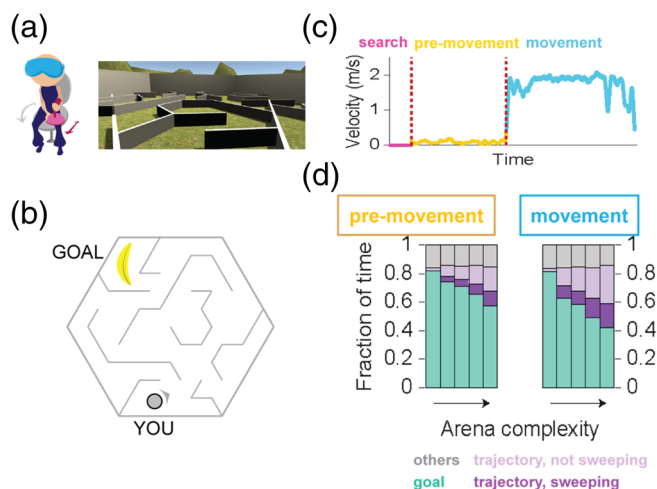 (a)
(b)
GOAL
YOU
(c)
search pre-movement movement
Velocity (m/s)
2
1
0
Time
(d)
pre-movement movement
Fraction of time
1 1
0.8 0.8
0.6 0.6
0.4 0.4
0.2 0.2
0 0
Arena complexity
others trajectory, not sweeping
goal trajectory, sweeping